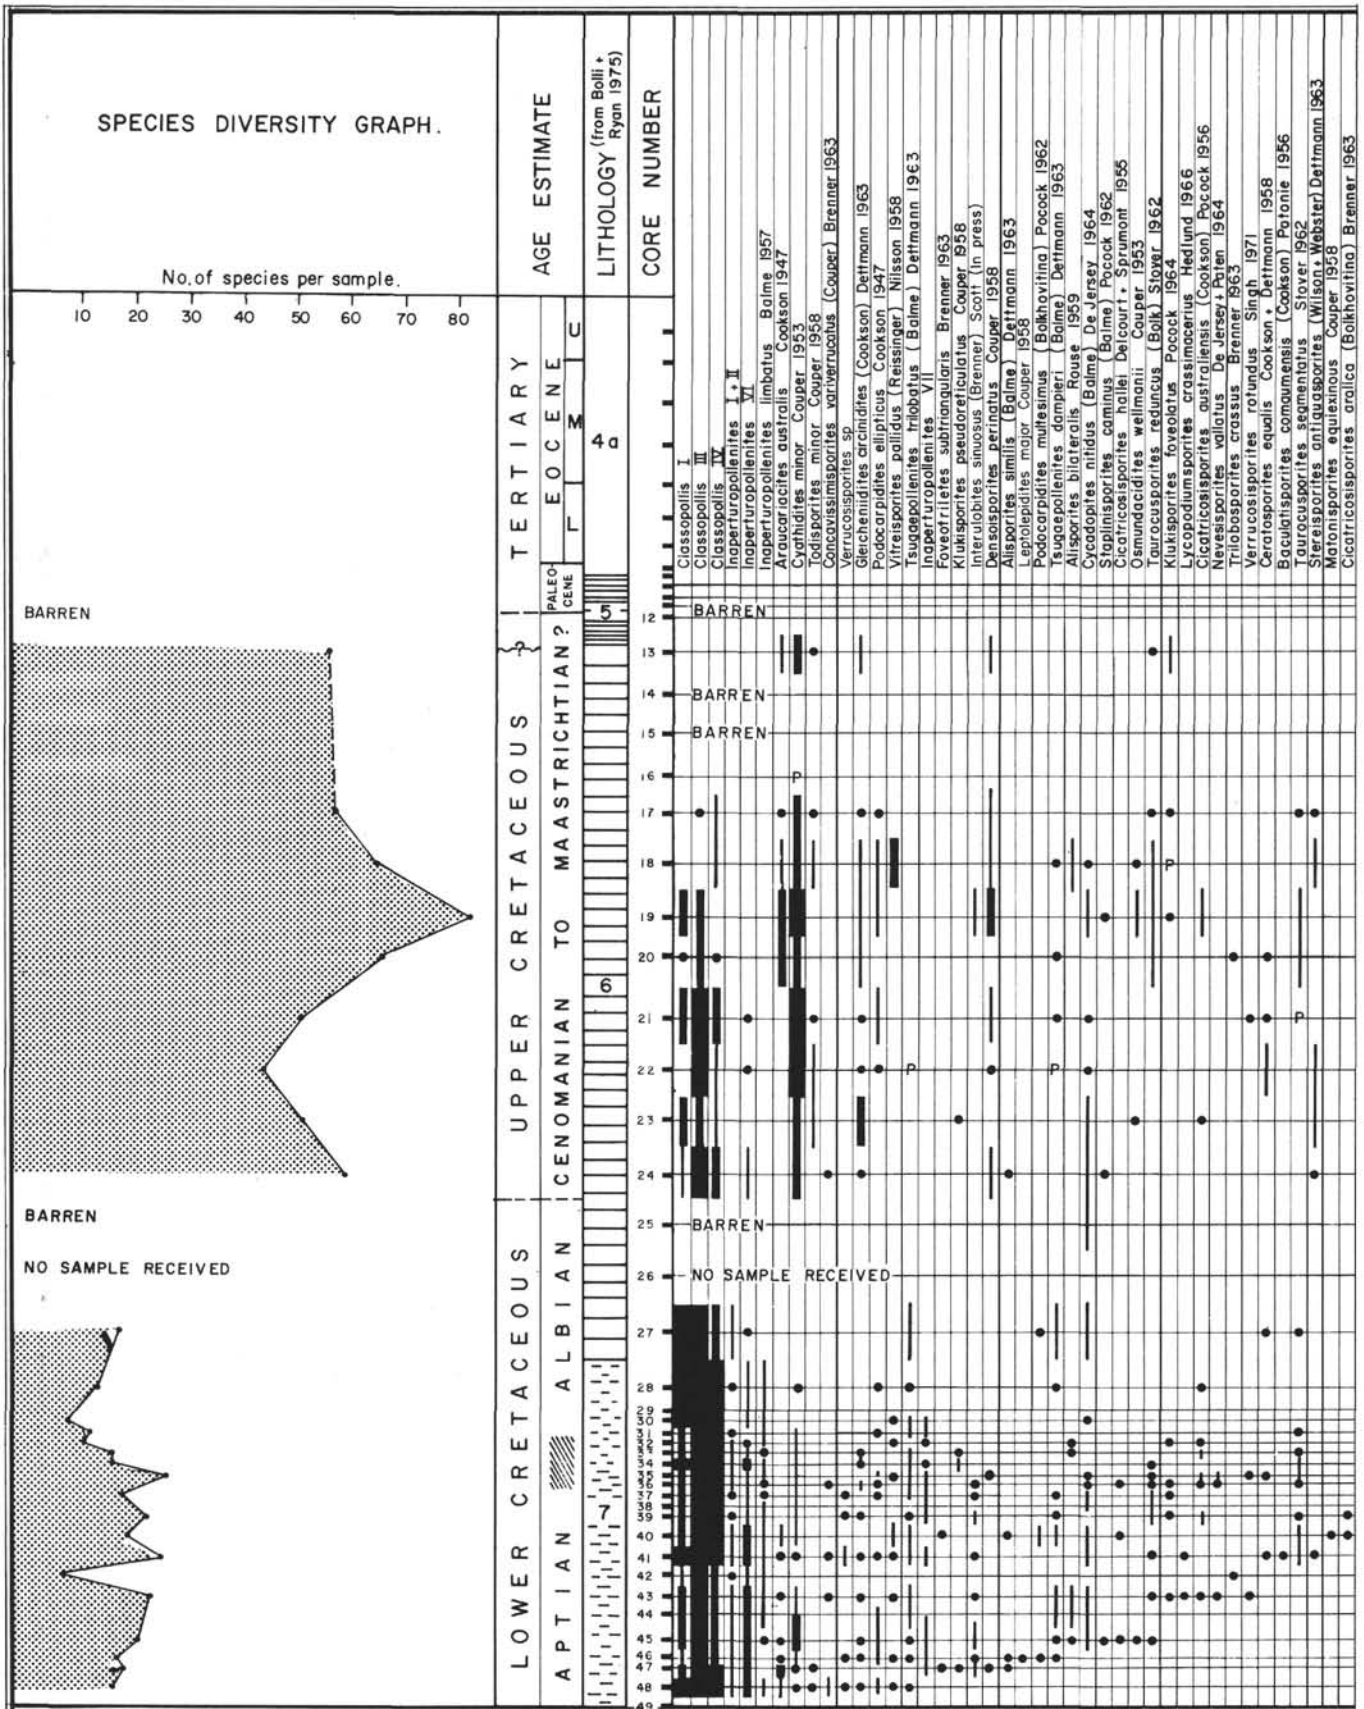 SPECIES DIVERSITY GRAPH.
No. of species per sample.
10 20 30 40 50 60 70 80
AGE ESTIMATE
LITHOLOGY (from Bolli + Ryan 1975)
CORE NUMBER
Classopollis I
Classopollis III
Classopollis IV
Inaperturopollenites I + II
Inaperturopollenites VI
Inaperturopollenites limbatus Balme 1957
Araucariacites australis Cookson 1947
Cyathidites minor Couper 1953
Todisporites minor Couper 1958
Concavissimisporites variverrucatus (Couper) Brenner 1963
Verrucosisporites sp
Gleicheniidites circinidites (Cookson) Dettmann 1963
Podocarpidites ellipticus Cookson 1947
Vitreisporites pallidus (Reissinger) Nilsson 1958
Tsugaepollenites trilobatus (Balme) Dettmann 1963
Inaperturopollenites VII
Foveotriletes subtriangularis Brenner 1963
Klukisporites pseudoreticulatus Couper 1958
Interulobites sinuosus (Brenner) Scott (in press)
Densoisporites perinatus Couper 1958
Alisporites similis (Balme) Dettmann 1963
Leptolepidites major Couper 1958
Podocarpidites multesimus (Bolkhovitina) Pocock 1962
Tsugaepollenites dampieri (Balme) Dettmann 1963
Alisporites bilateralis Rouse 1959
Cycadopites nitidus (Balme) De Jersey 1964
Staplinisporites caminus (Balme) Pocock 1962
Cicatricosisporites hallei Delcourt + Sprumont 1955
Osmundacidites wellmanii Couper 1953
Taurocusporites reduncus (Bolk) Stover 1962
Klukisporites foveolatus Pocock 1964
Lycopodiumsporites crassimacerius Hedlund 1966
Cicatricosisporites australiensis (Cookson) Pocock 1956
Nevesisporites vallatus De Jersey + Paten 1964
Trilobosporites crassus Brenner 1963
Verrucosisporites rotundus Singh 1971
Ceratosporites equalis Cookson + Dettmann 1958
Baculatisporites comaumensis (Cookson) Potonie 1956
Taurocusporites segmentatus Stover 1962
Stereisporites antiquasporites (Wilson + Webster) Dettmann 1963
Matonisporites equiexinous Couper 1958
Cicatricosisporites aralica (Bolkhovitina) Brenner 1963
TERTIARY
EOCENE
U
M
L
PALEO-
CENE
4a
5
BARREN
BARREN
12
?
13
14 BARREN
15 BARREN
16 P
17
18 P
19
20
21 P
22 P P
23
24
UPPER CRETACEOUS
CENOMANIAN TO MAASTRICHTIAN?
6
BARREN
25 BARREN
NO SAMPLE RECEIVED
26 NO SAMPLE RECEIVED
LOWER CRETACEOUS
APTIAN ALBIAN
7
27
28
29
30
31
32
33
34
35
36
37
38
39
40
41
42
43
44
45
46
47
48
49